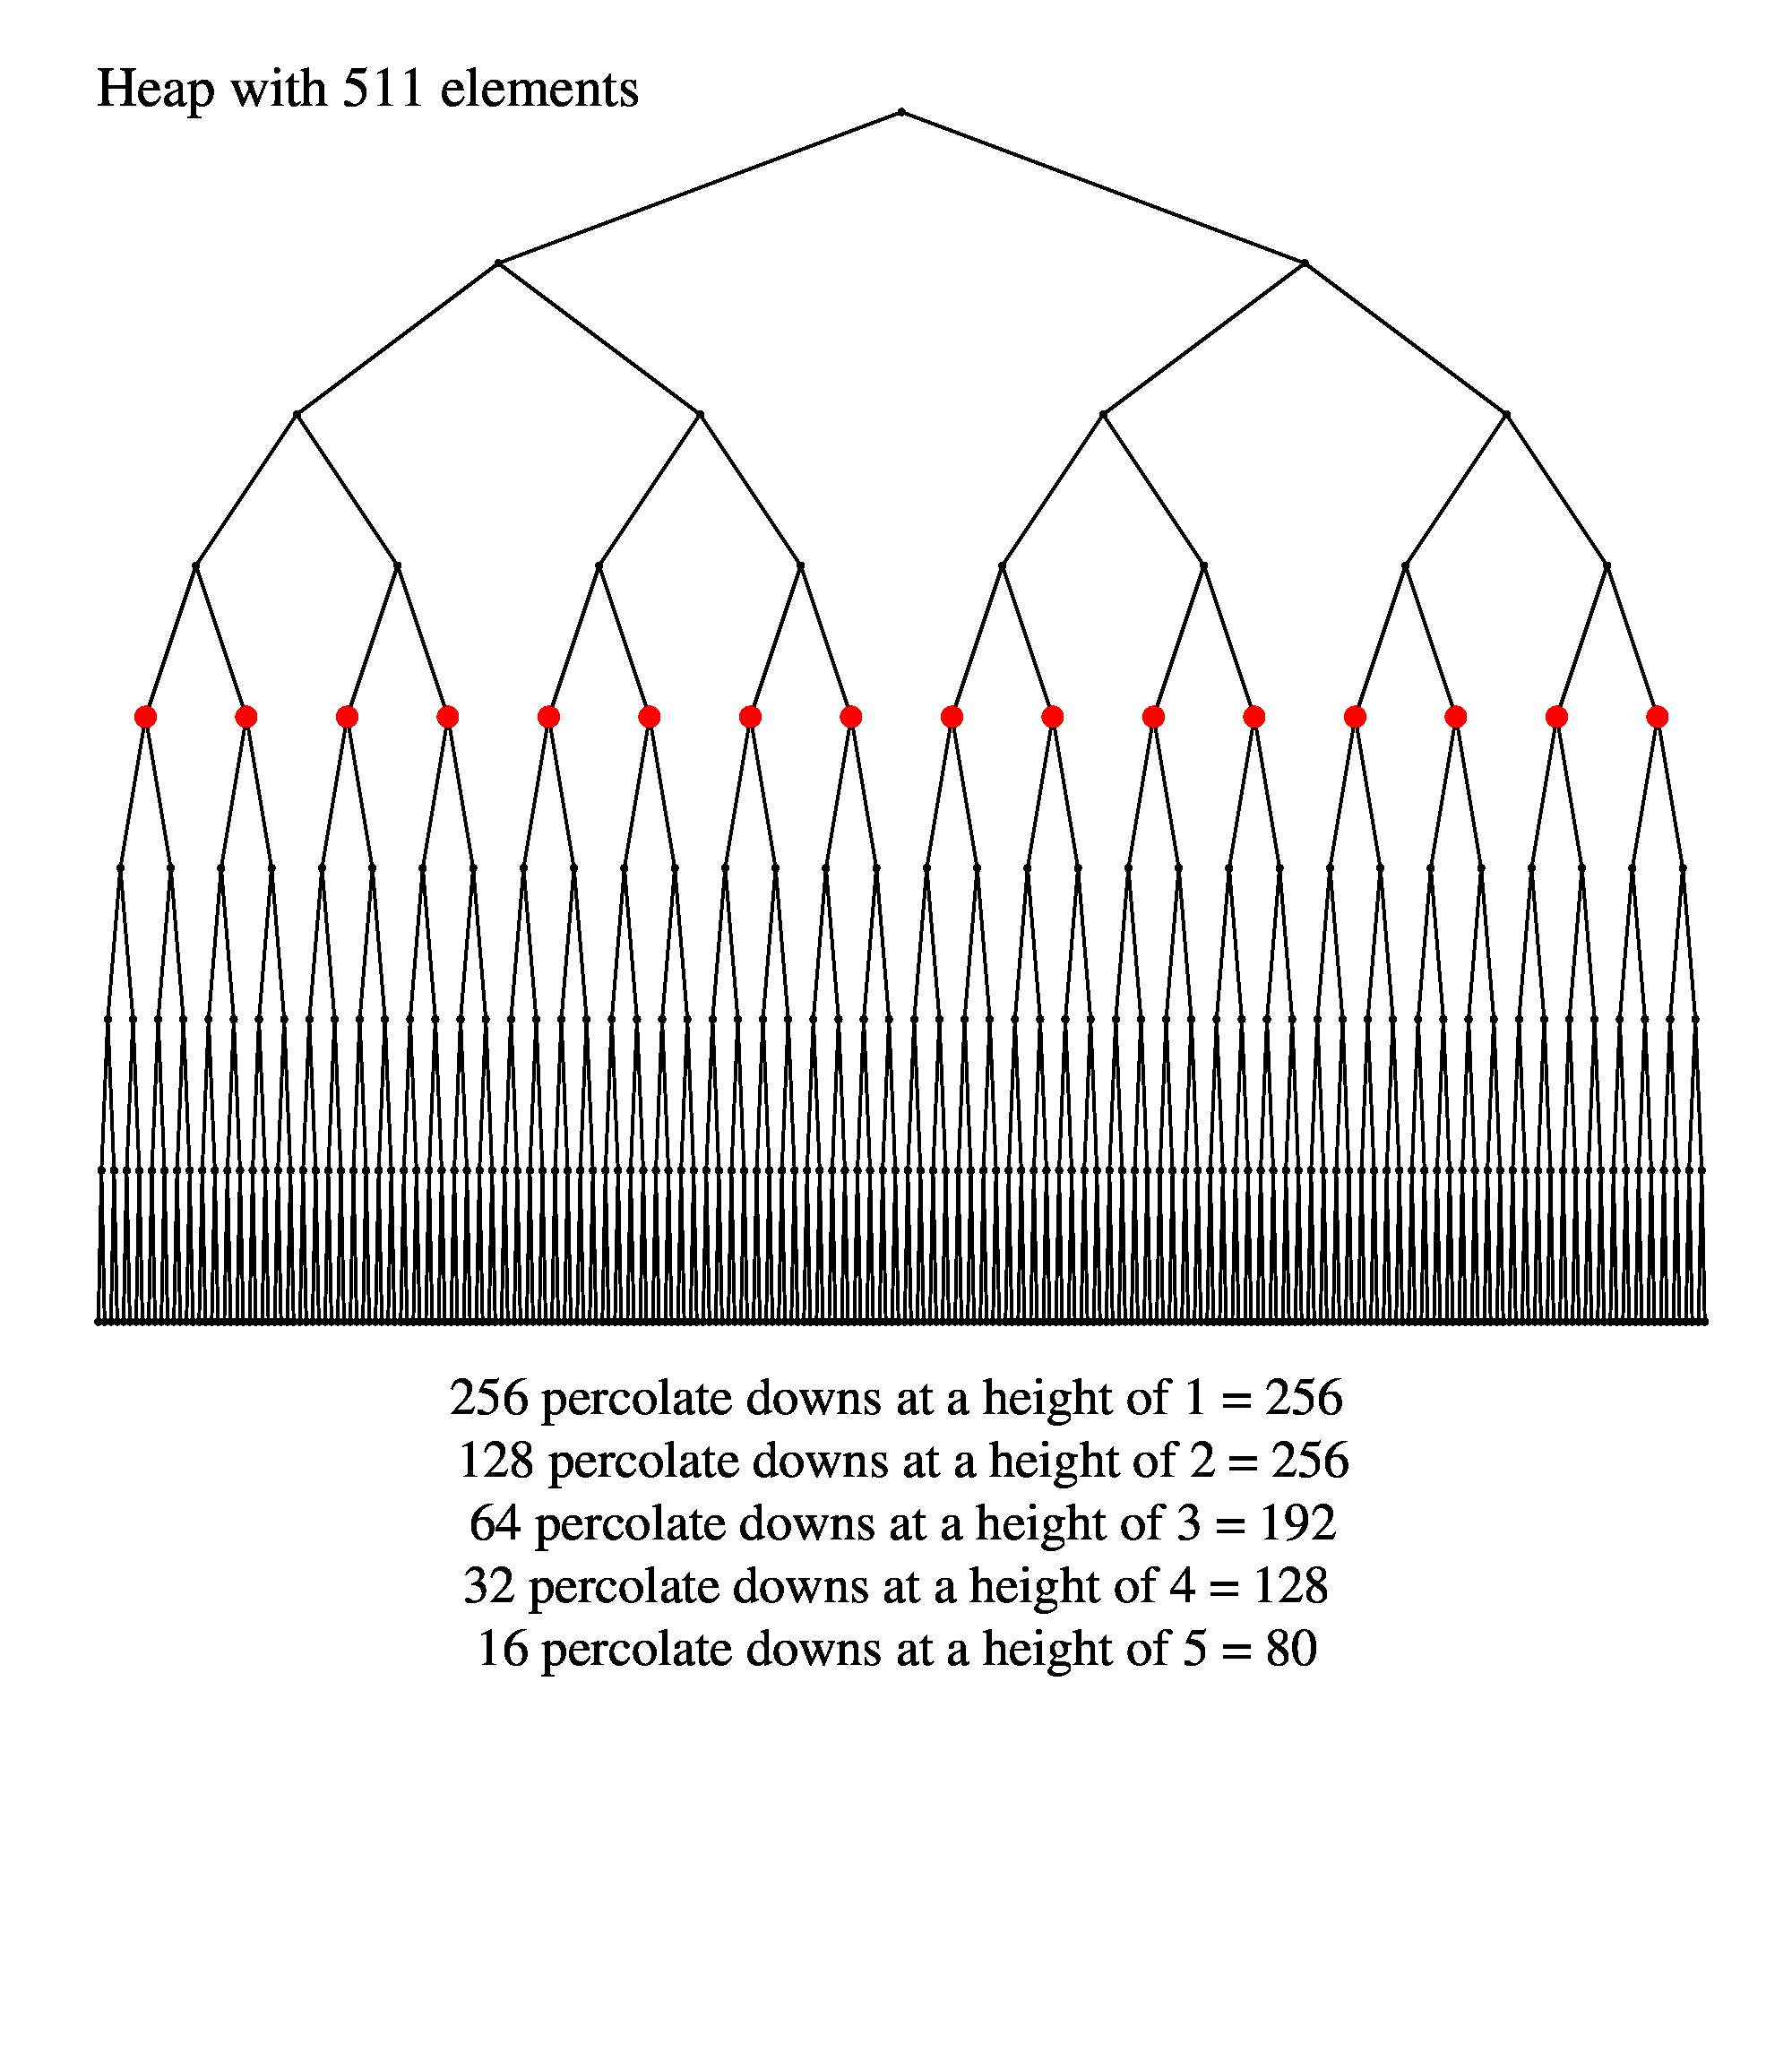 Heap with 511 elements
256 percolate downs at a height of 1 = 256
128 percolate downs at a height of 2 = 256
64 percolate downs at a height of 3 = 192
32 percolate downs at a height of 4 = 128
16 percolate downs at a height of 5 = 80